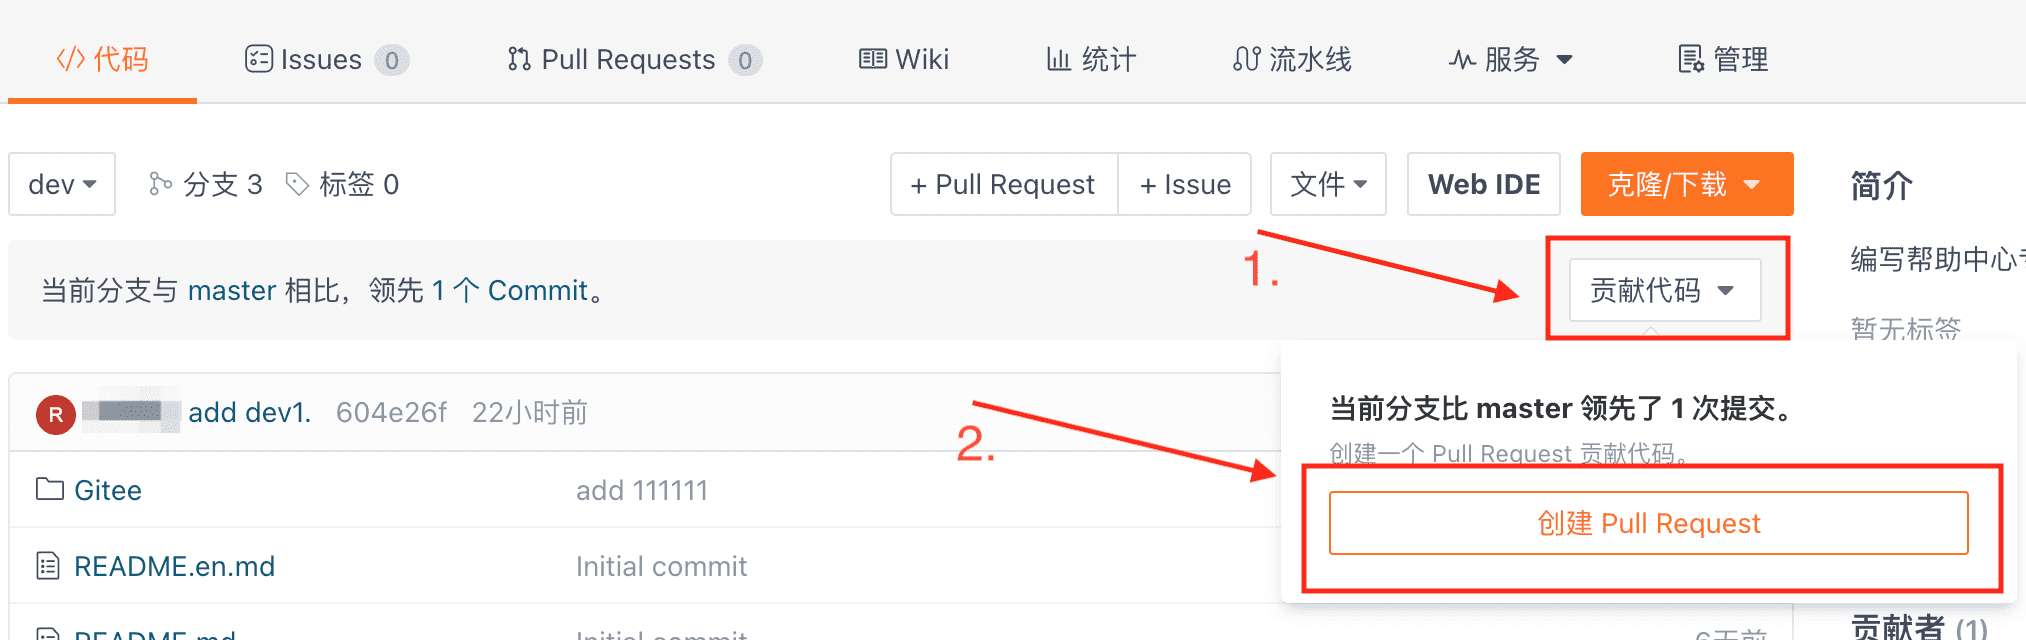 代码 Issues 0 Pull Requests 0 Wiki 统计 流水线 服务 管理
dev 分支 3 标签 0 + Pull Request + Issue 文件 Web IDE 克隆/下载 简介
1.
当前分支与 master 相比，领先 1 个 Commit。 贡献代码
编写帮助中心
暂无标签
R add dev1. 604e26f 22小时前
当前分支比 master 领先了 1 次提交。
2.
创建一个 Pull Request 贡献代码。
创建 Pull Request
Gitee add 111111
README.en.md Initial commit
README.md Initial commit 6天前
贡献者 (1)